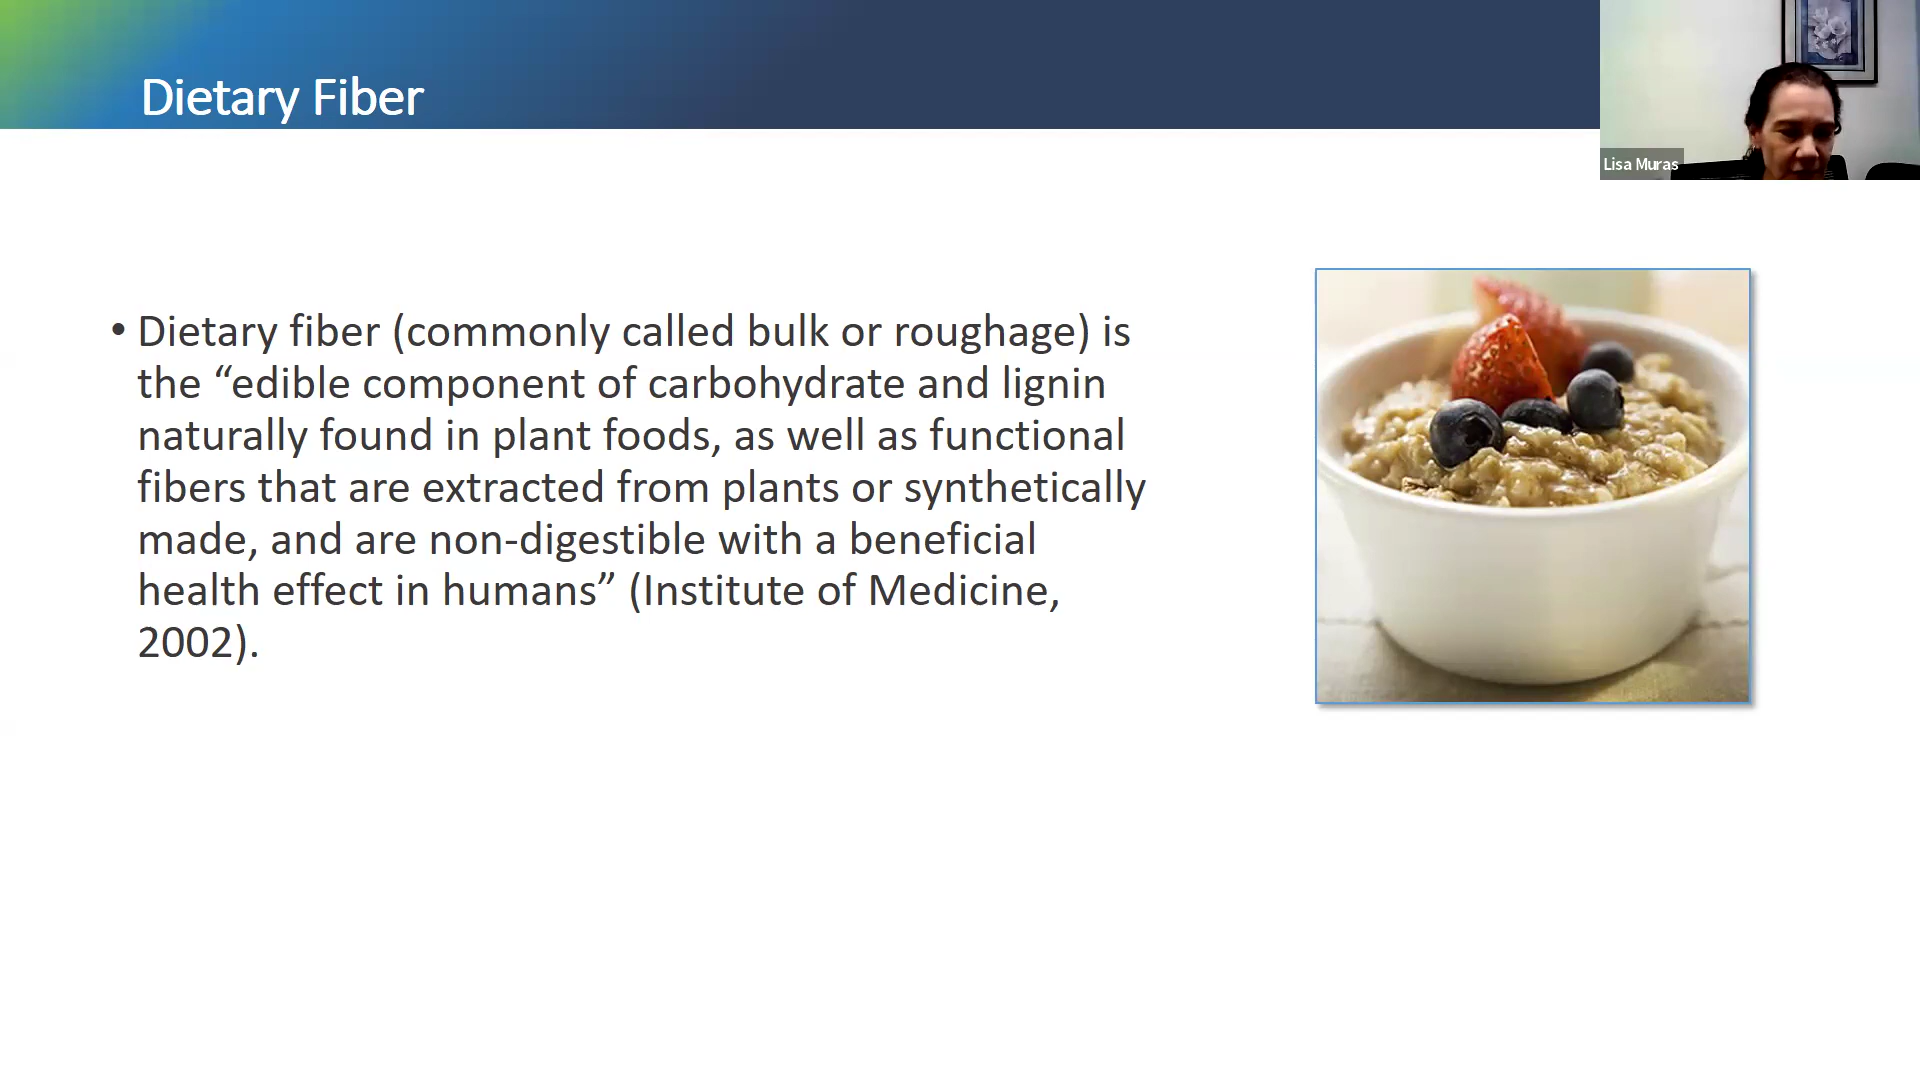 Dietary Fiber
Lisa Muras
• Dietary fiber (commonly called bulk or roughage) is
the “edible component of carbohydrate and lignin
naturally found in plant foods, as well as functional
fibers that are extracted from plants or synthetically
made, and are non-digestible with a beneficial
health effect in humans” (Institute of Medicine,
2002).